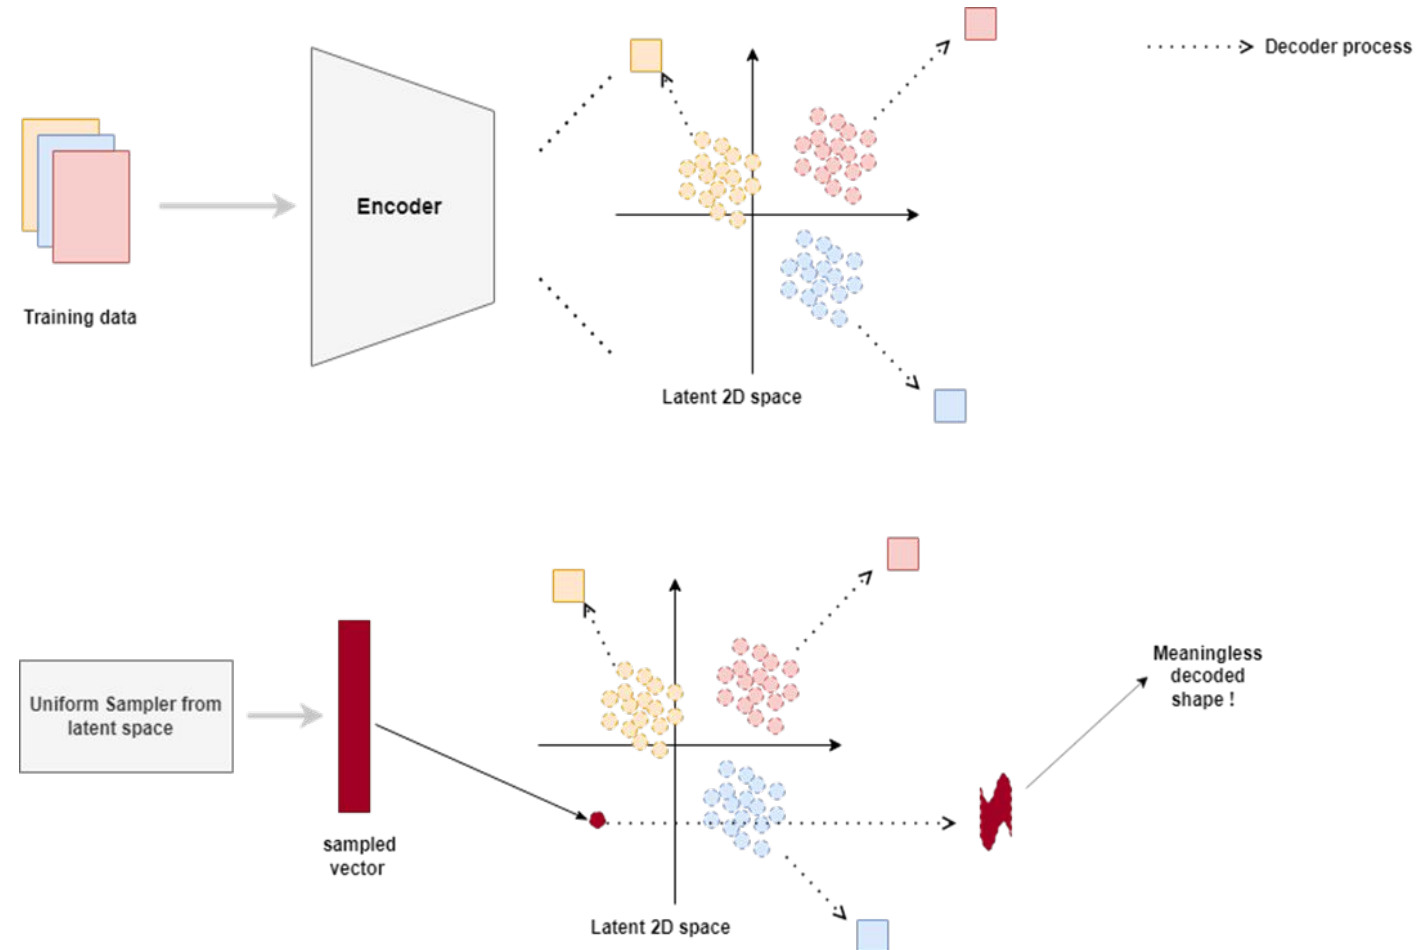 Decoder process
Encoder
Training data
Latent 2D space
Uniform Sampler from
latent space
sampled
vector
Meaningless
decoded
shape !
Latent 2D space